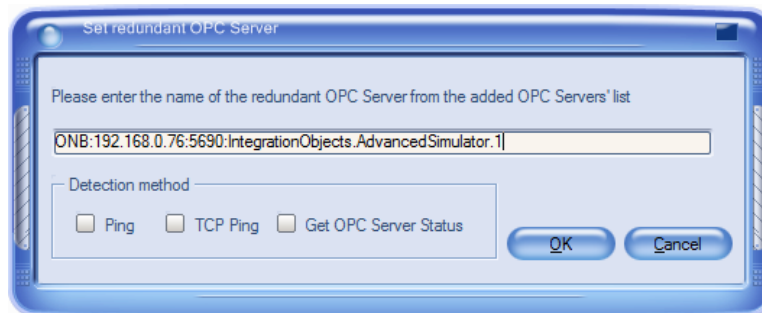 Set redundant OPC Server
Please enter the name of the redundant OPC Server from the added OPC Servers' list
ONB:192.168.0.76:5690:IntegrationObjects.AdvancedSimulator.1
Detection method
Ping TCP Ping Get OPC Server Status
OK Cancel